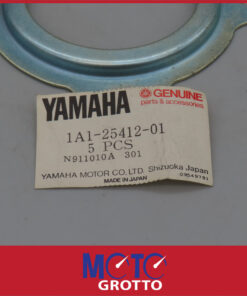 YAMAHA
GENUINE
parts & accessories
1A1-25412-01
5 PCS
N911010A 301
YAMAHA MOTOR CO., LTD. Shizuoka Japan
MADE IN JAPAN
MOTO
GROTTO